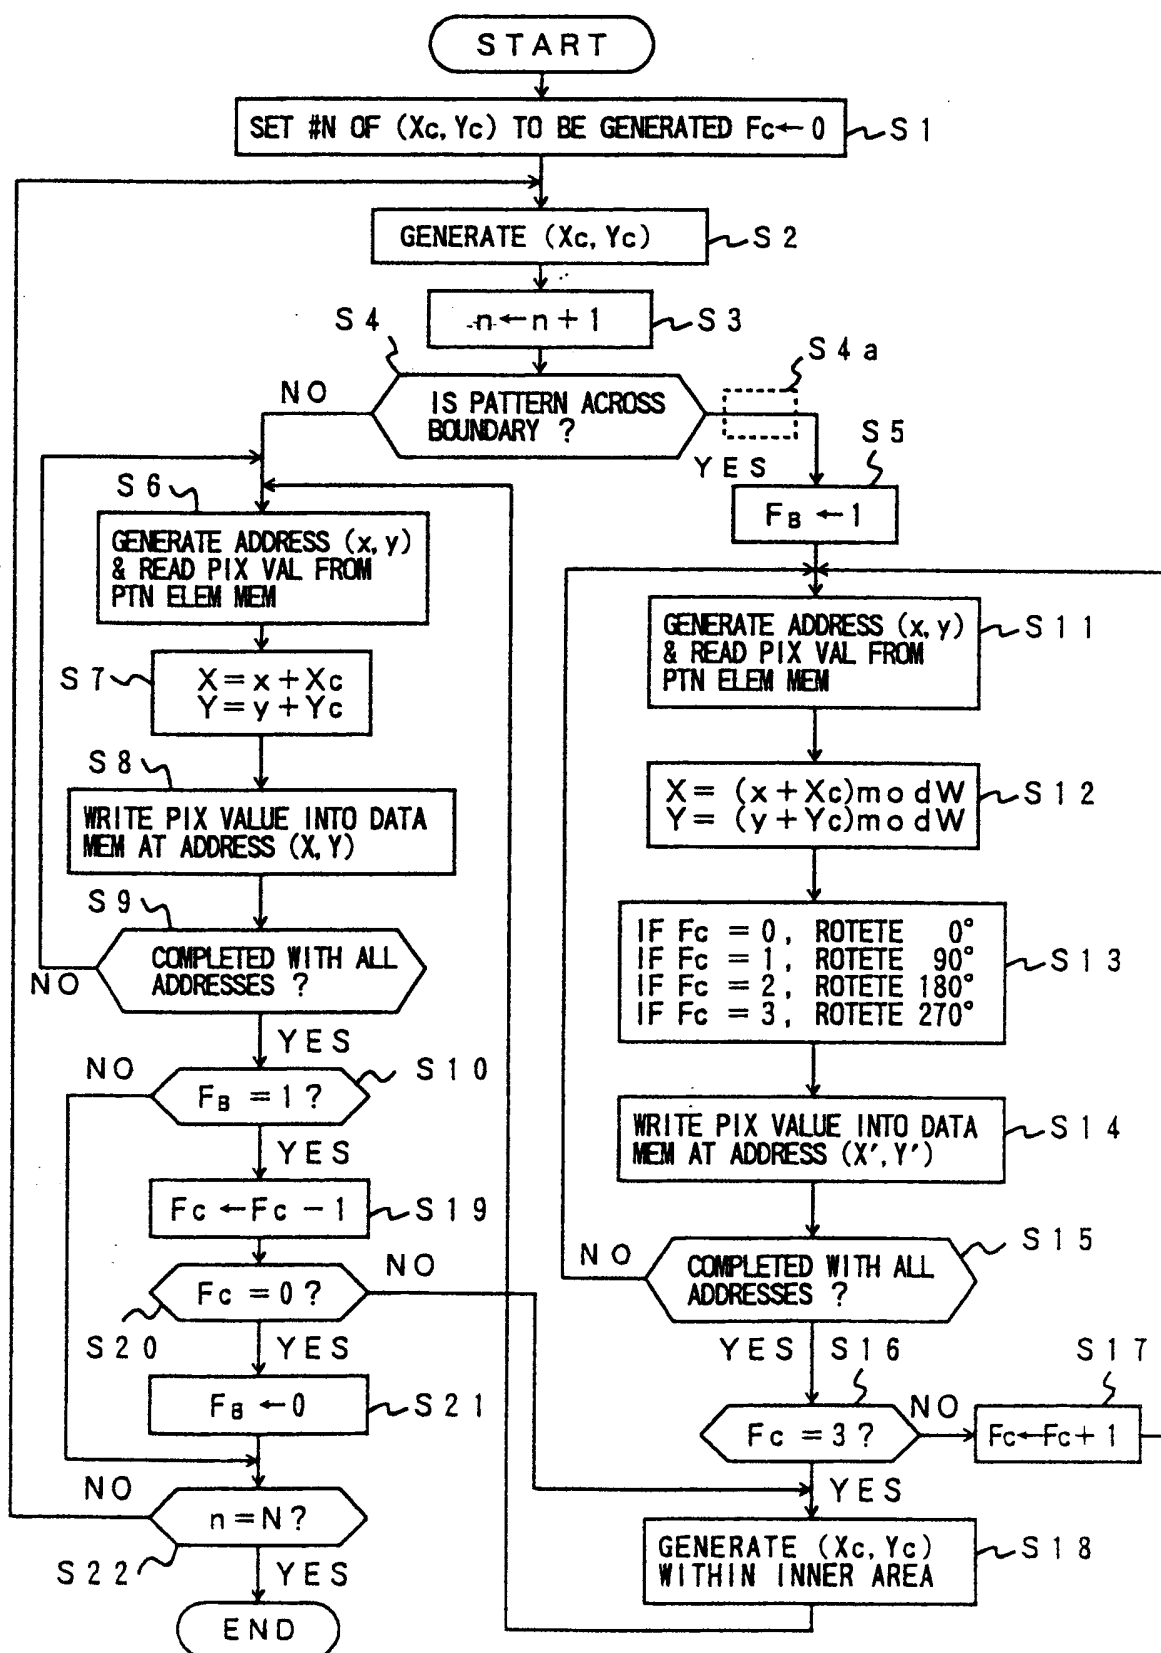 START
SET #N OF (Xc, Yc) TO BE GENERATED Fc←0
S1
GENERATE (Xc, Yc)
S2
n←n+1
S3
S4
IS PATTERN ACROSS
BOUNDARY ?
NO
YES
S4a
S5
FB←1
S6
GENERATE ADDRESS (x, y)
& READ PIX VAL FROM
PTN ELEM MEM
S7
X=x+Xc
Y=y+Yc
S8
WRITE PIX VALUE INTO DATA
MEM AT ADDRESS (X, Y)
S9
COMPLETED WITH ALL
ADDRESSES ?
NO
YES
S10
FB=1?
NO
YES
Fc←Fc-1
S19
Fc=0?
NO
S20
YES
FB←0
S21
NO
n=N?
S22
YES
END
GENERATE ADDRESS (x, y)
& READ PIX VAL FROM
PTN ELEM MEM
S11
X= (x+Xc)modW
Y= (y+Yc)modW
S12
IF Fc = 0, ROTETE 0°
IF Fc = 1, ROTETE 90°
IF Fc = 2, ROTETE 180°
IF Fc = 3, ROTETE 270°
S13
WRITE PIX VALUE INTO DATA
MEM AT ADDRESS (X′, Y′)
S14
COMPLETED WITH ALL
ADDRESSES ?
S15
NO
YES
S16
Fc=3?
NO
S17
Fc←Fc+1
YES
GENERATE (Xc, Yc)
WITHIN INNER AREA
S18